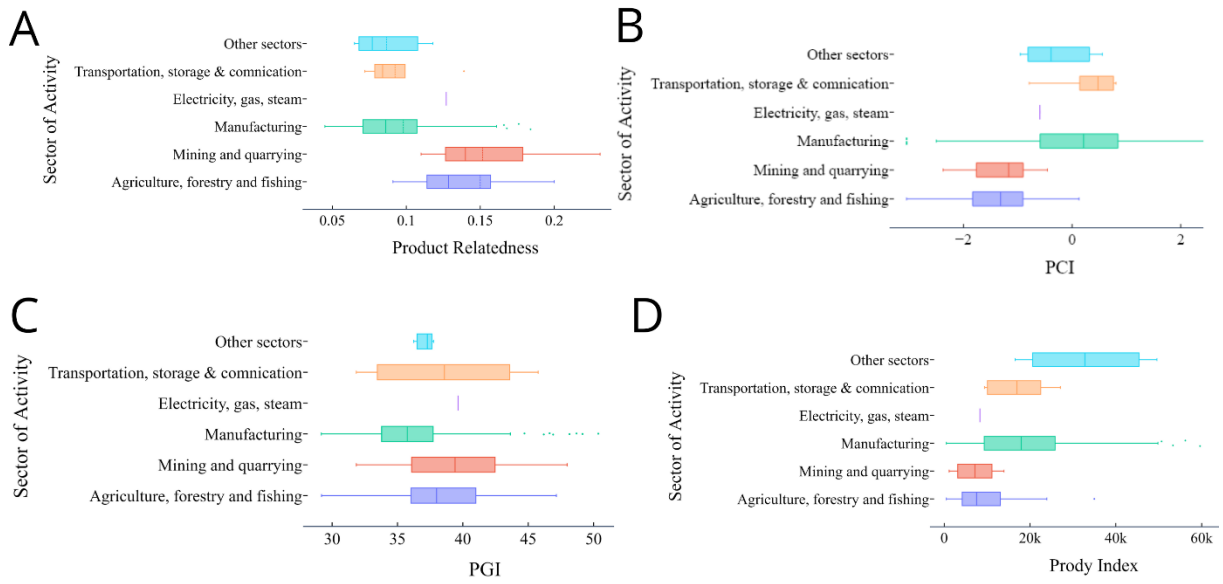 A
Sector of Activity
Other sectors
Transportation, storage & comnication
Electricity, gas, steam
Manufacturing
Mining and quarrying
Agriculture, forestry and fishing
0.05 0.1 0.15 0.2
Product Relatedness
B
Sector of Activity
Other sectors
Transportation, storage & comnication
Electricity, gas, steam
Manufacturing
Mining and quarrying
Agriculture, forestry and fishing
−2 0 2
PCI
C
Sector of Activity
Other sectors
Transportation, storage & comnication
Electricity, gas, steam
Manufacturing
Mining and quarrying
Agriculture, forestry and fishing
30 35 40 45 50
PGI
D
Sector of Activity
Other sectors
Transportation, storage & comnication
Electricity, gas, steam
Manufacturing
Mining and quarrying
Agriculture, forestry and fishing
0 20k 40k 60k
Prody Index